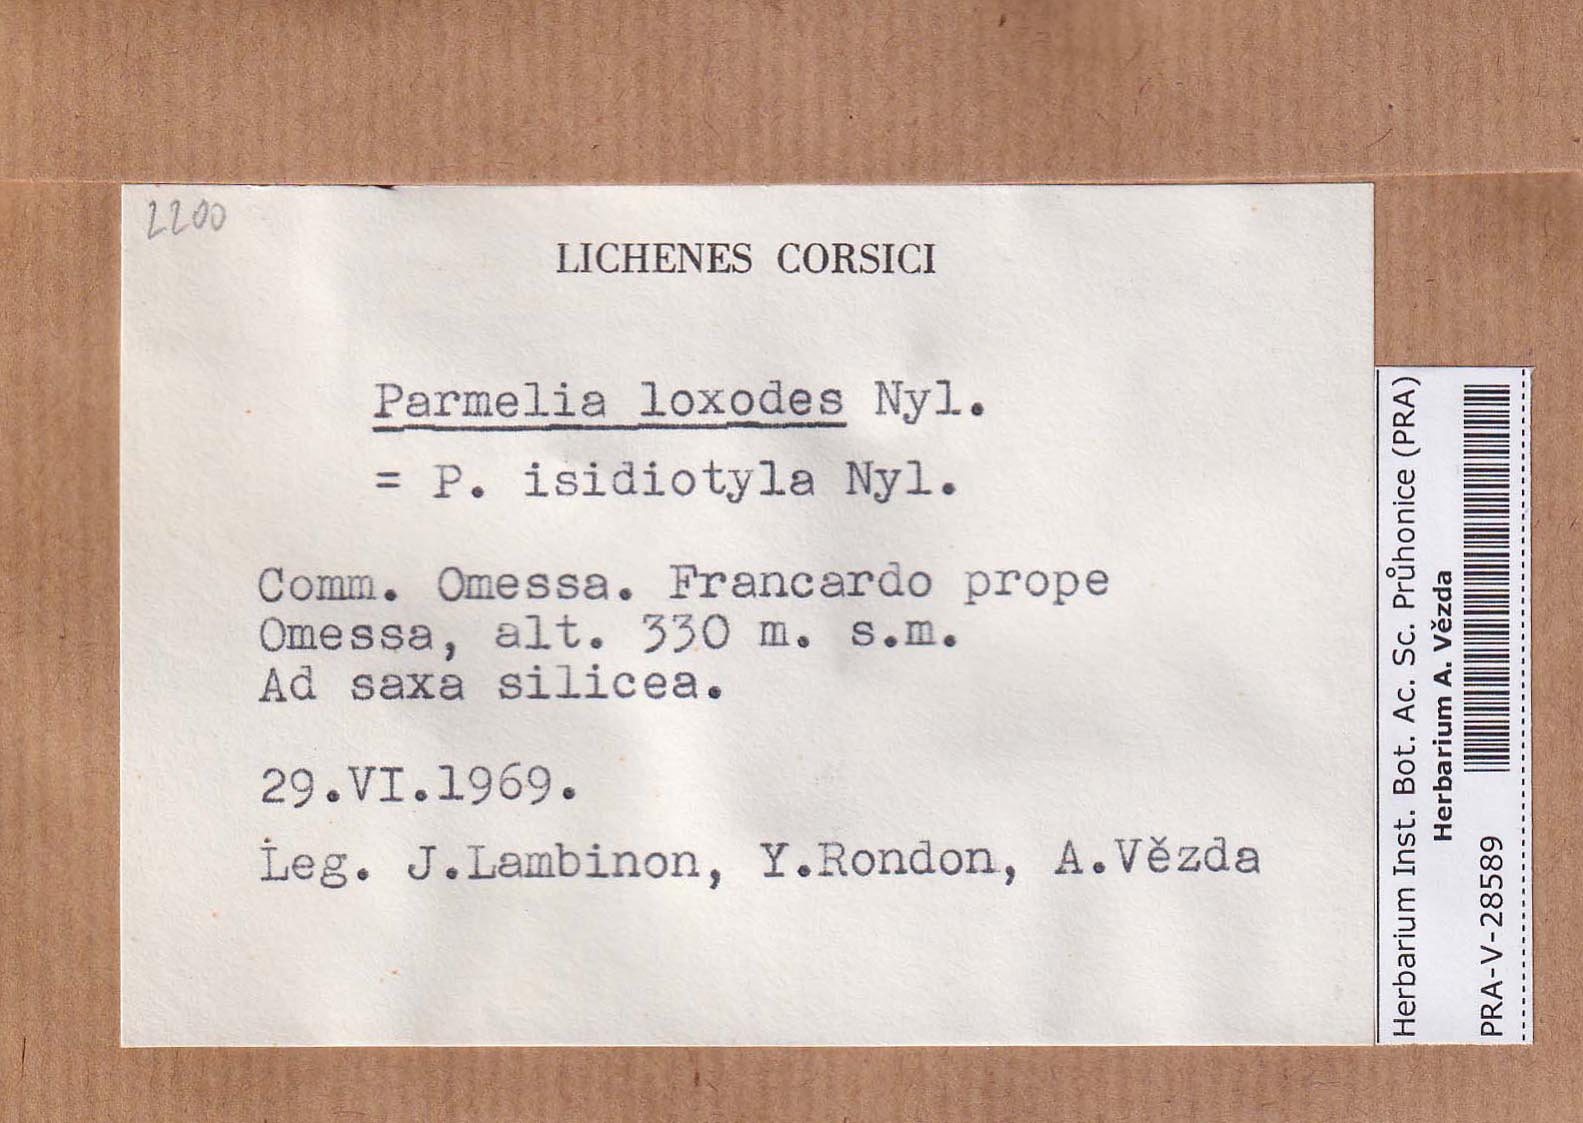 2200
LICHENES CORSICI
Parmelia loxodes Nyl.
= P. isidiotyla Nyl.
Comm. Omessa. Francardo prope
Omessa, alt. 330 m. s.m.
Ad saxa silicea.
29.VI.1969.
Leg. J.Lambinon, Y.Rondon, A.Vězda
Herbarium Inst. Bot. Ac. Sc. Průhonice (PRA)
Herbarium A. Vězda
PRA-V-28589